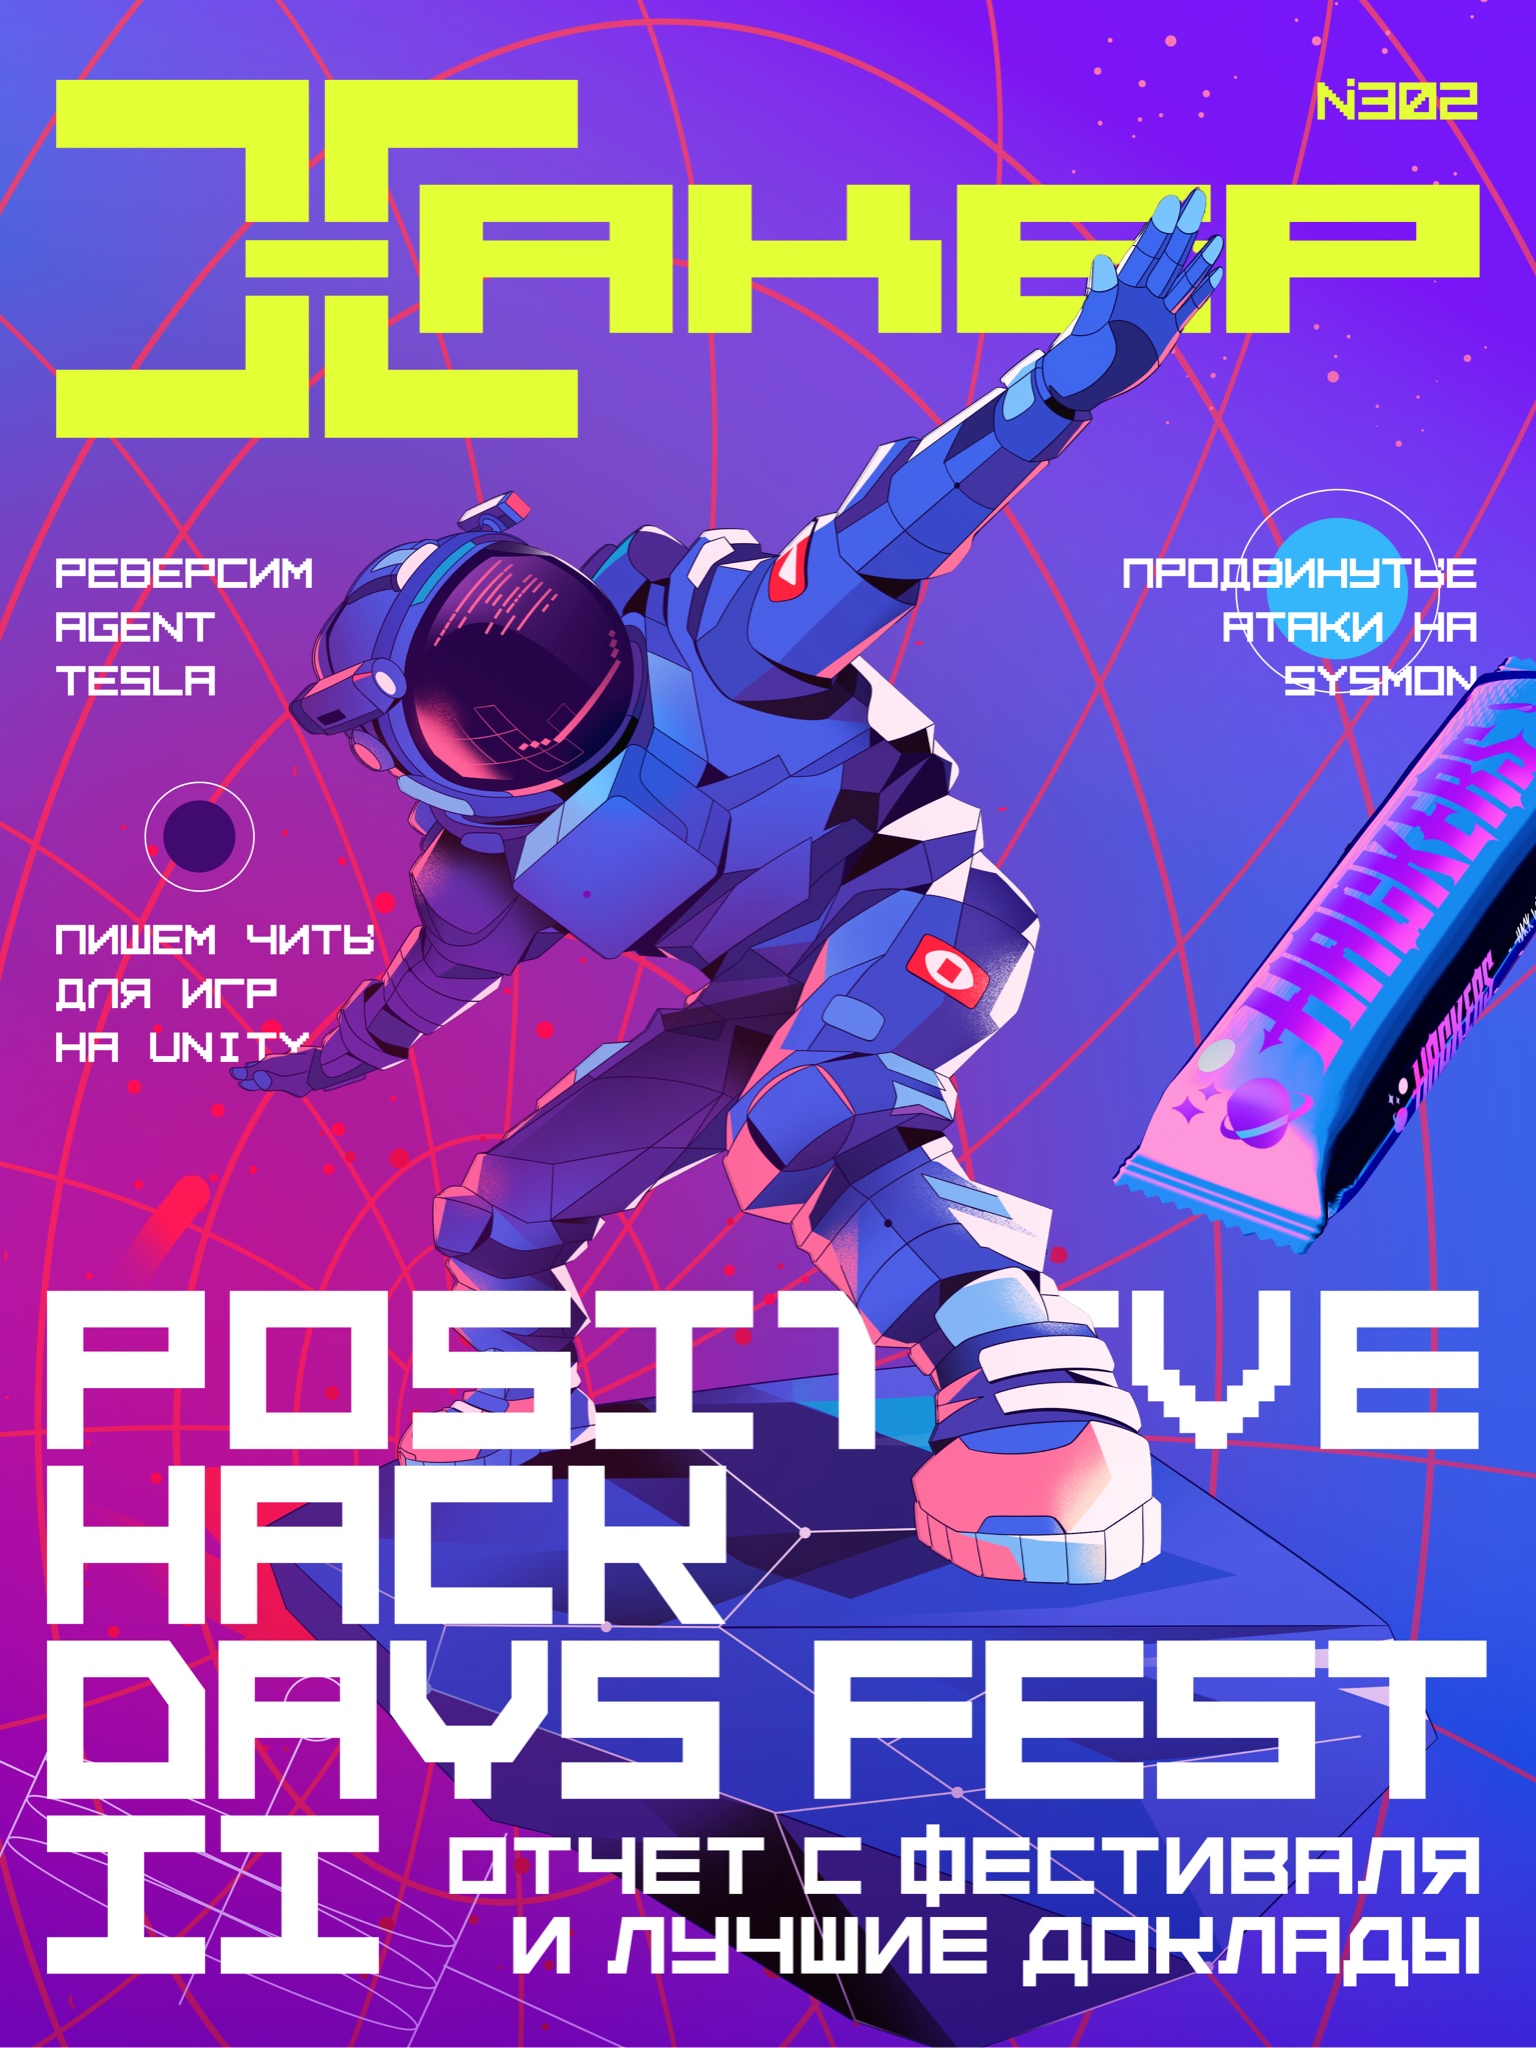 ХАКЕР
№302
РЕВЕРСИМ
AGENT
TESLA
ПРОДВИНУТЫЕ
АТАКИ НА
SYSMON
ПИШЕМ ЧИТЫ
ДЛЯ ИГР
НА UNITY
HACKERS
HACKERS
POSITIVE
HACK
DAYS FEST
II
ОТЧЕТ С ФЕСТИВАЛЯ
И ЛУЧШИЕ ДОКЛАДЫ